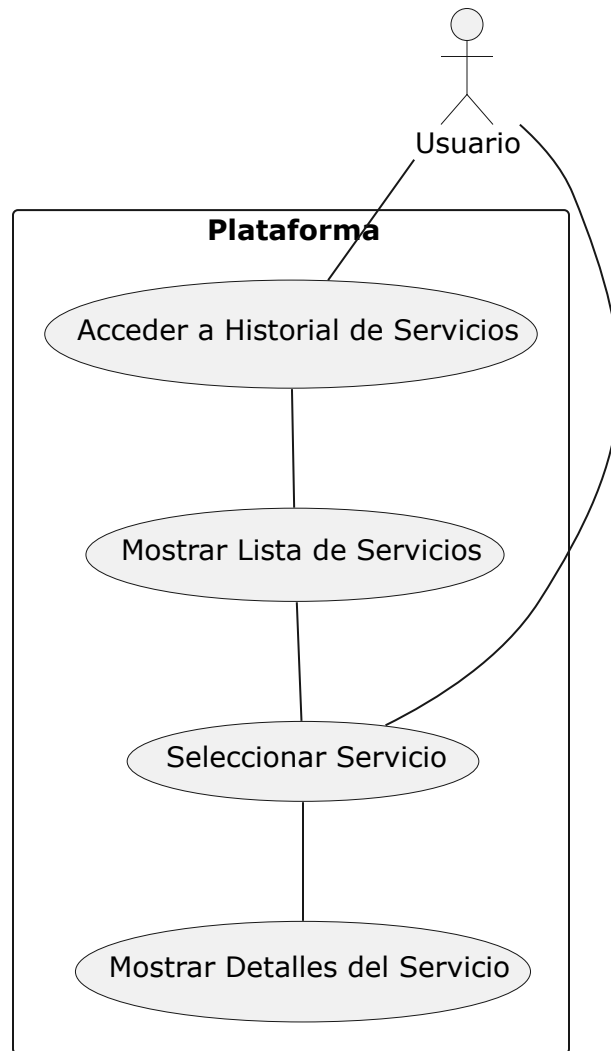 Usuario
Plataforma
Acceder a Historial de Servicios
Mostrar Lista de Servicios
Seleccionar Servicio
Mostrar Detalles del Servicio